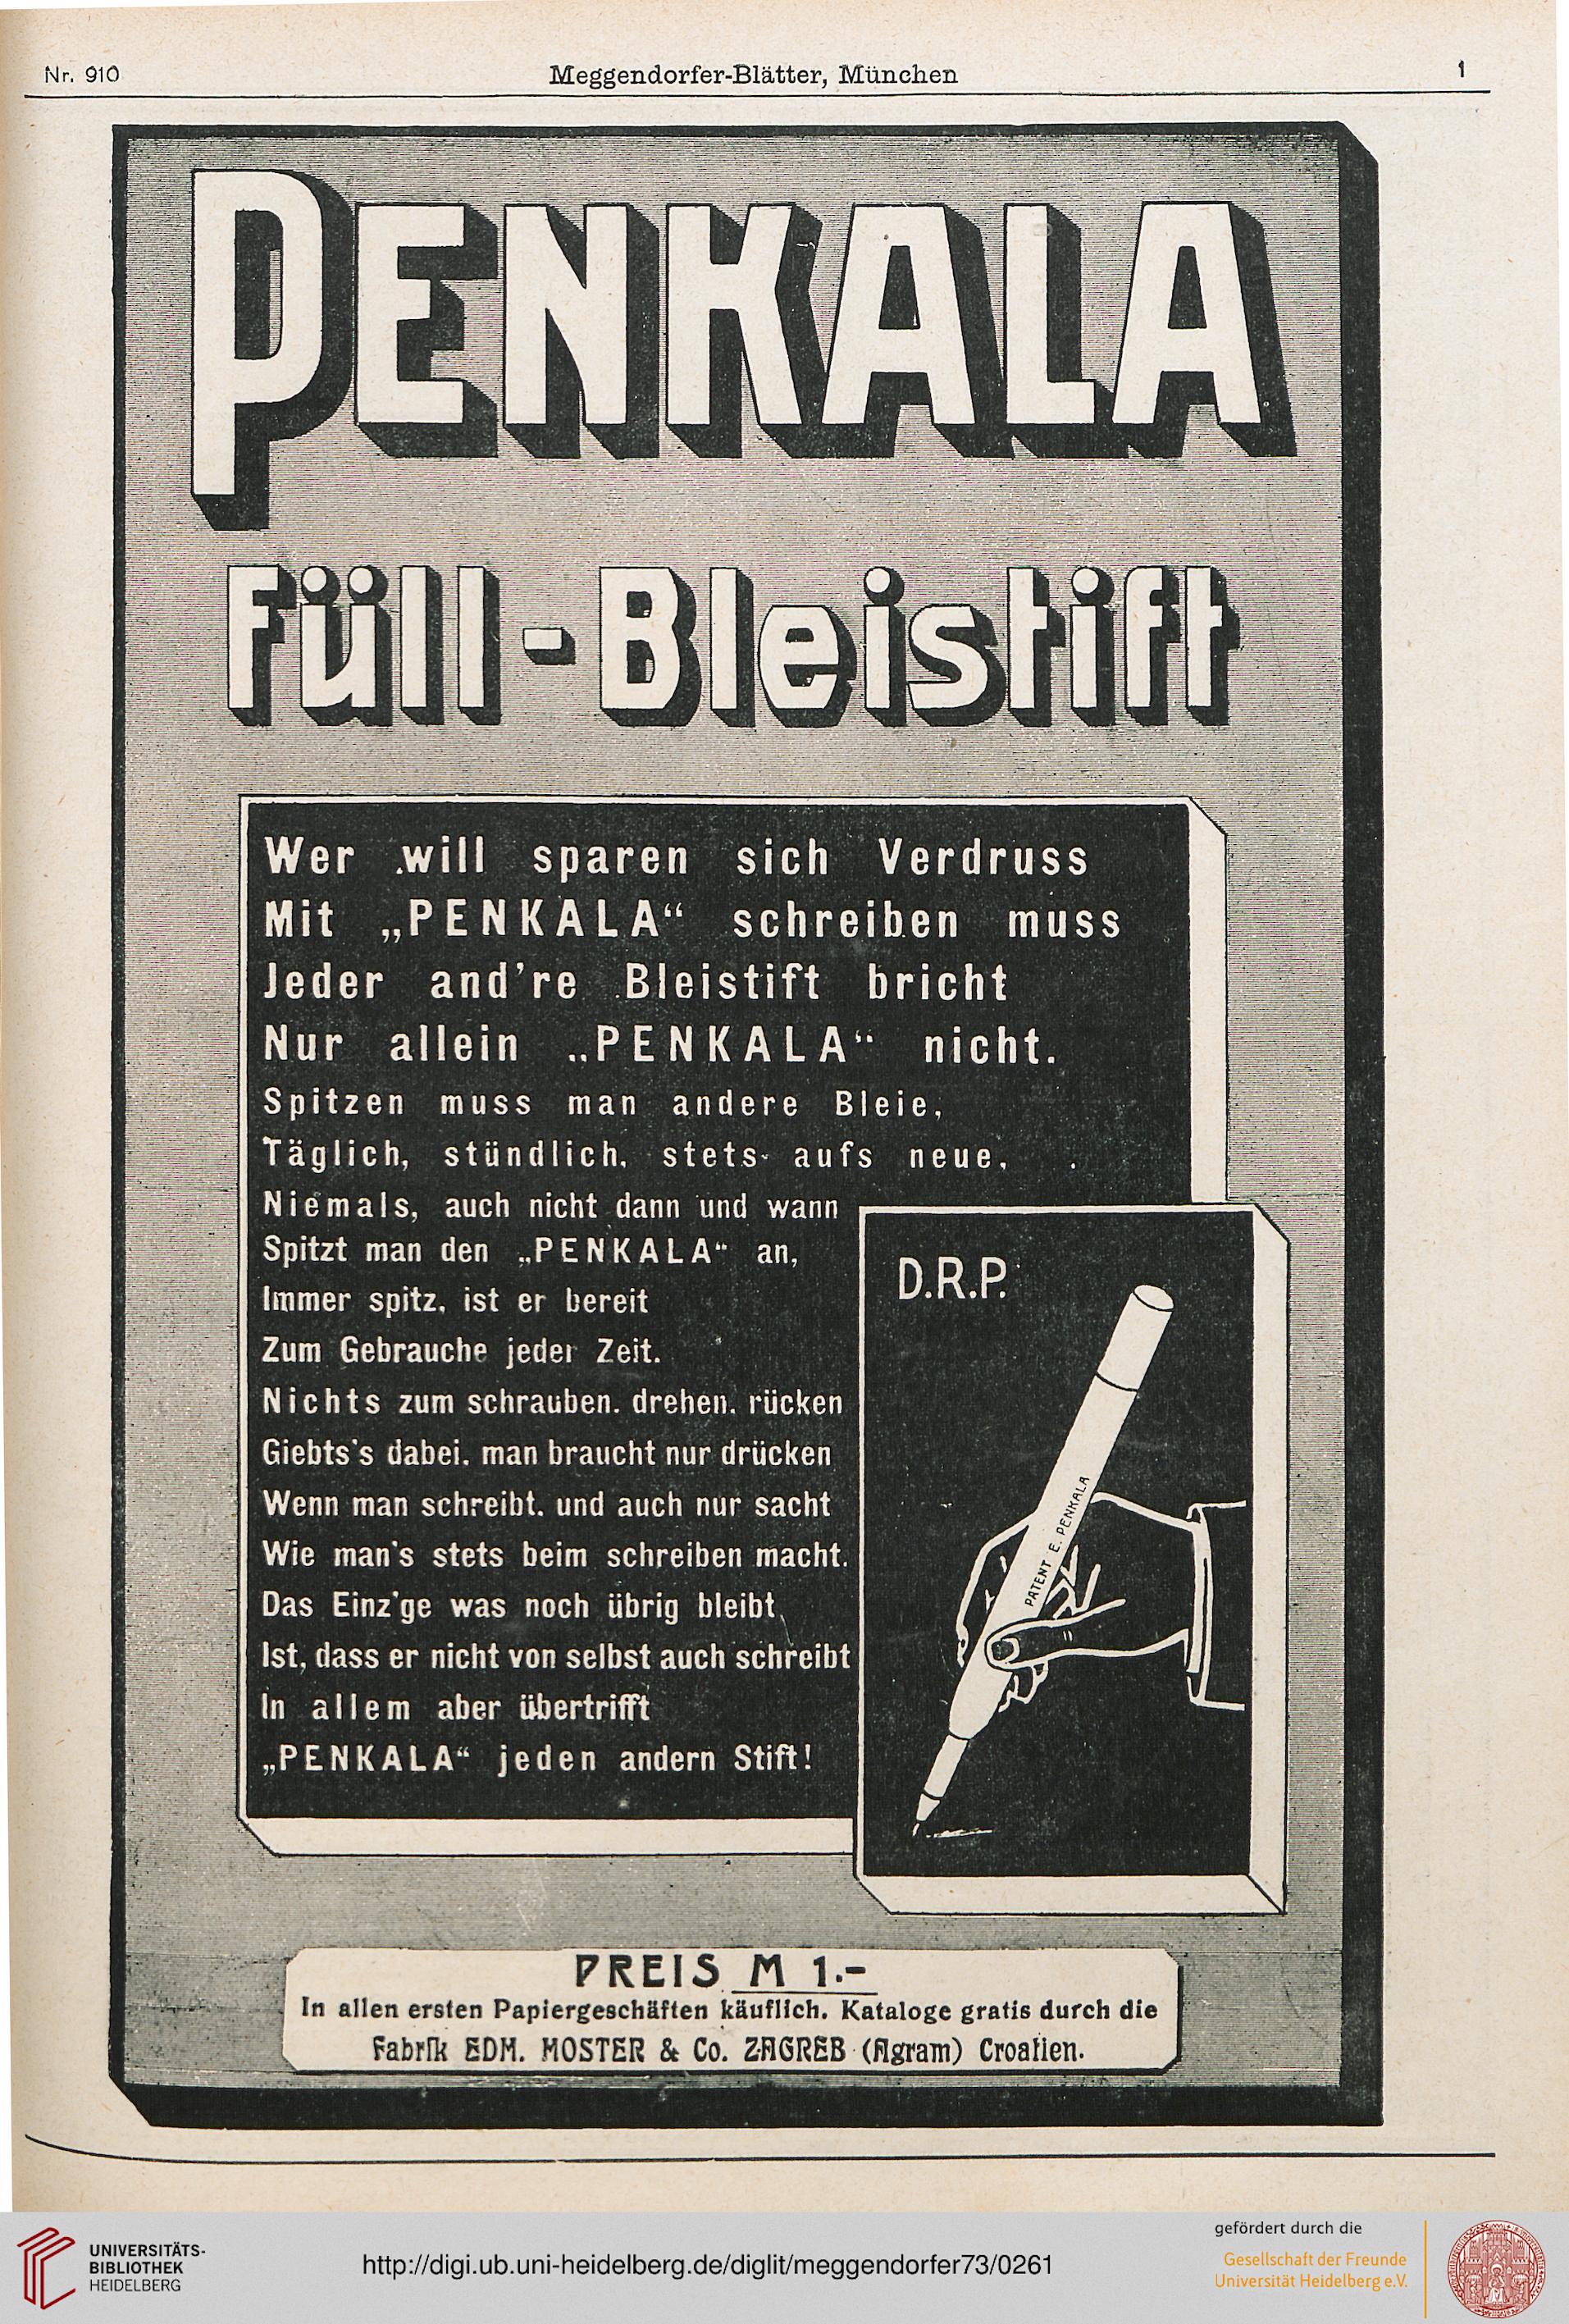 Nr. 910
Meggendorfer-Blätter, München
1
PENKALA
Füll-Bleistift
Wer will sparen sich Verdruss
Mit „PENKALA“ schreiben muss
Jeder and're Bleistift bricht
Nur allein „PENKALA“ nicht.
Spitzen muss man andere Bleie,
Täglich, stündlich, stets aufs neue,
Niemals, auch nicht dann und wann
Spitzt man den „PENKALA“ an,
Immer spitz, ist er bereit
Zum Gebrauche jeder Zeit.
Nichts zum schrauben, drehen, rücken
Giebts's dabei, man braucht nur drücken
Wenn man schreibt, und auch nur sacht
Wie man's stets beim schreiben macht.
Das Einz'ge was noch übrig bleibt,
Ist, dass er nicht von selbst auch schreibt
In allem aber übertrifft
„PENKALA“ jeden andern Stift!
D.R.P.
PATENT E. PENKALA
PREIS M 1.-
In allen ersten Papiergeschäften käuflich. Kataloge gratis durch die
Fabrik EDM. MOSTER & Co. ZAGREB (Agram) Croatien.
UNIVERSITÄTS-
BIBLIOTHEK
HEIDELBERG
http://digi.ub.uni-heidelberg.de/diglit/meggendorfer73/0261
gefördert durch die
Gesellschaft der Freunde
Universität Heidelberg e.V.